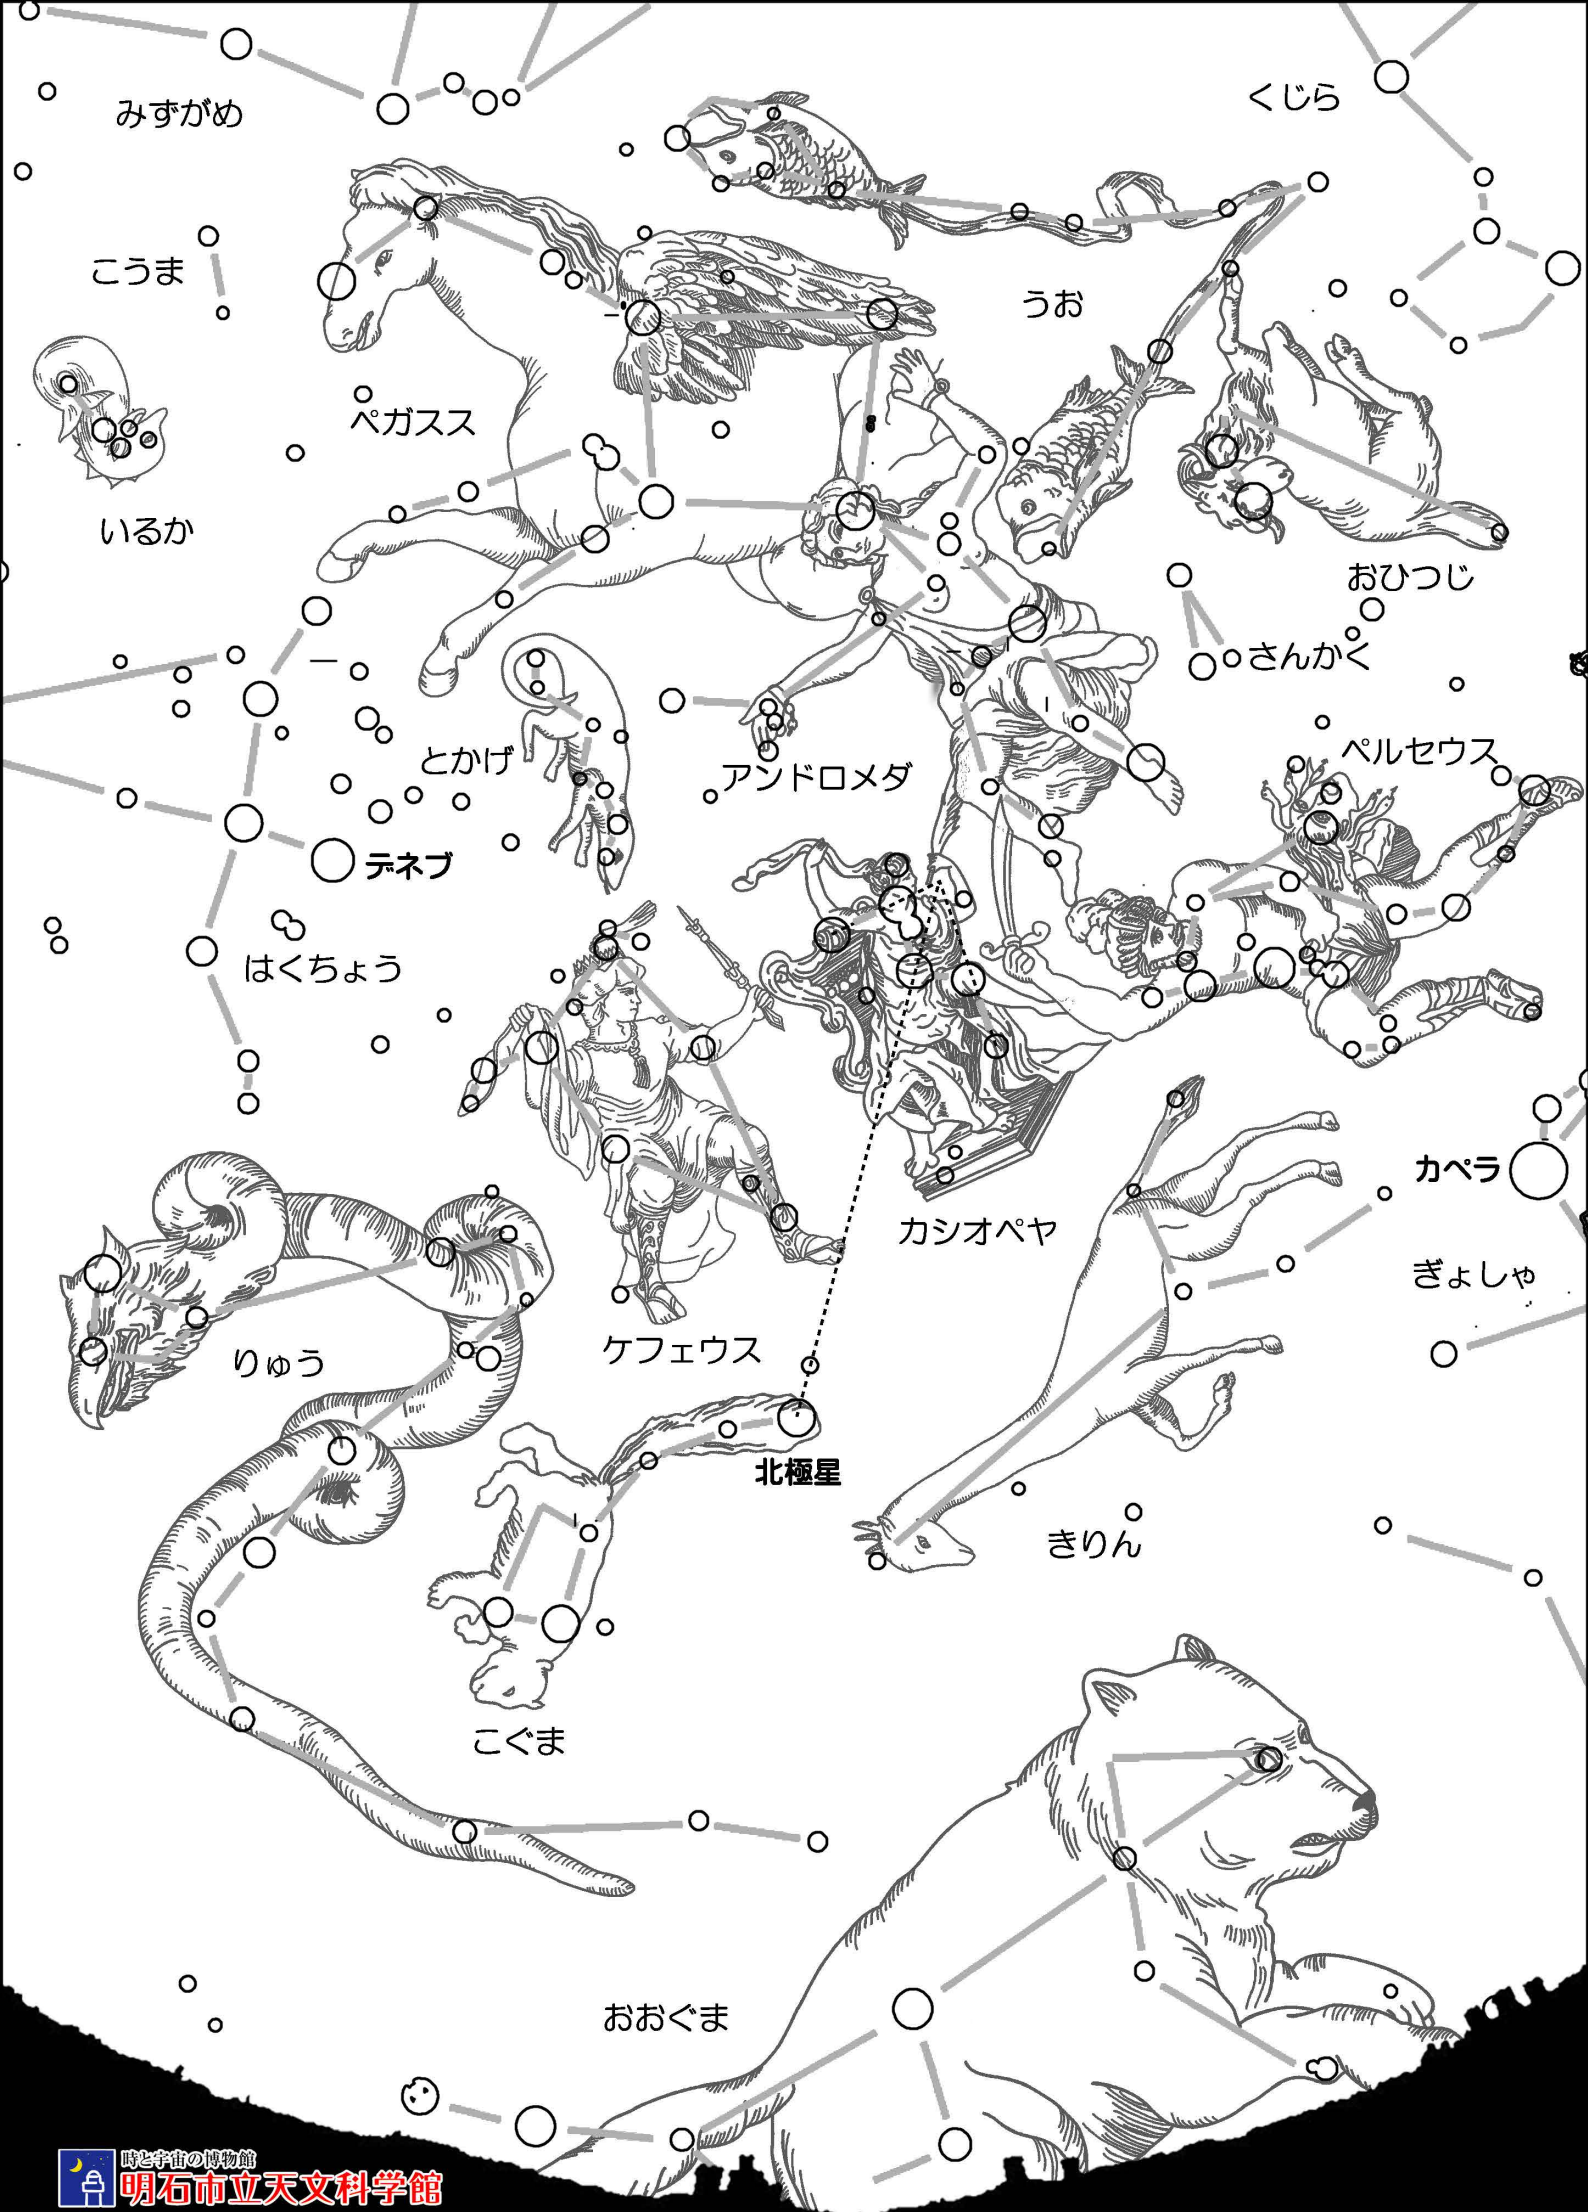 みずがめ
くじら
こうま
うお
ペガスス
いるか
おひつじ
さんかく
とかげ
アンドロメダ
ペルセウス
デネブ
はくちょう
カペラ
カシオペヤ
ぎょしゃ
ケフェウス
りゅう
北極星
きりん
こぐま
おおぐま
時と宇宙の博物館
明石市立天文科学館